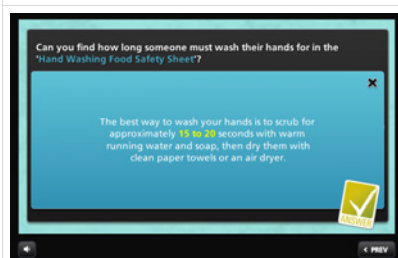 Can you find how long someone must wash their hands for in the
'Hand Washing Food Safety Sheet'?
The best way to wash your hands is to scrub for
approximately 15 to 20 seconds with warm
running water and soap, then dry them with
clean paper towels or an air dryer.
ANSWER
< PREV